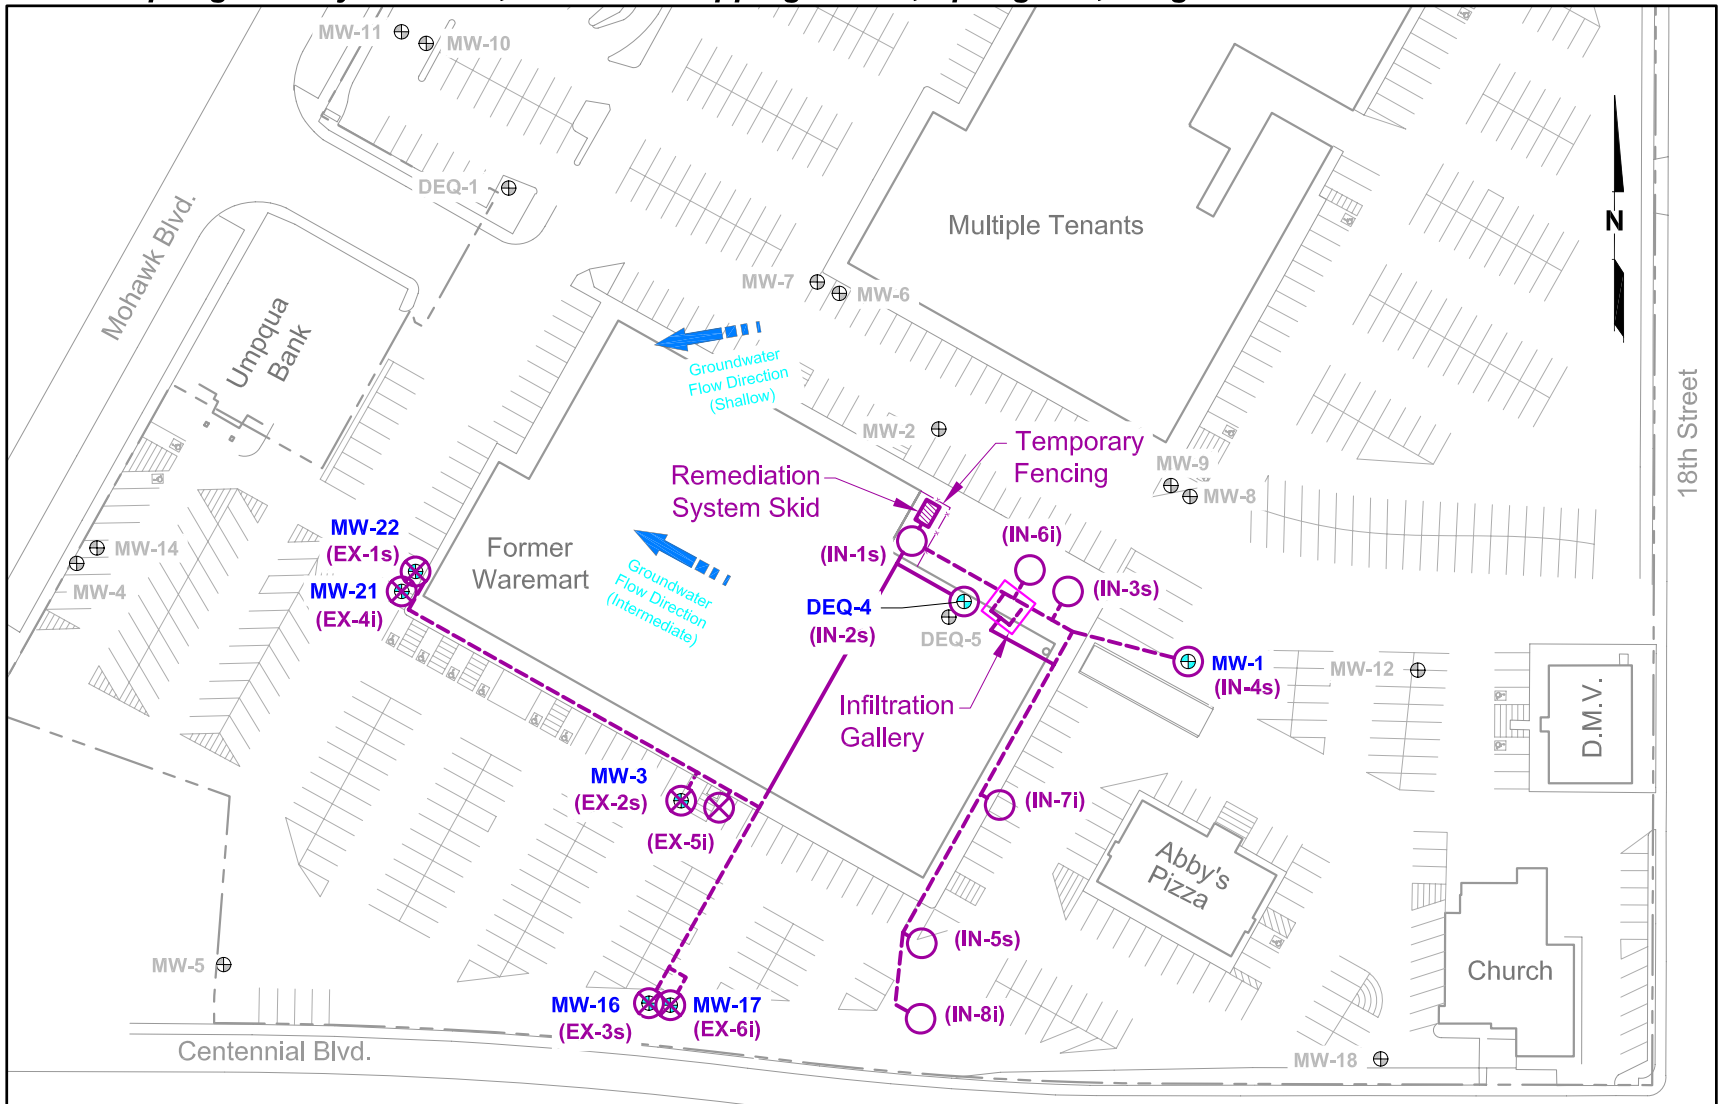 MW-11
MW-10
DEQ-1
Mohawk Blvd.
Multiple Tenants
N
MW-7
MW-6
Umpqua
Bank
Groundwater
Flow Direction
(Shallow)
18th Street
MW-2
Temporary
Fencing
Remediation
System Skid
MW-9
MW-8
MW-22
(EX-1s)
MW-14
MW-4
MW-21
(EX-4i)
Former
Waremart
Groundwater
Flow Direction
(Intermediate)
(IN-1s)
(IN-6i)
(IN-3s)
DEQ-4
(IN-2s)
DEQ-5
MW-1
(IN-4s)
MW-12
D.M.V.
Infiltration
Gallery
MW-3
(EX-2s)
(EX-5i)
(IN-7i)
Abby's
Pizza
(IN-5s)
MW-5
Church
MW-16
(EX-3s)
MW-17
(EX-6i)
(IN-8i)
Centennial Blvd.
MW-18